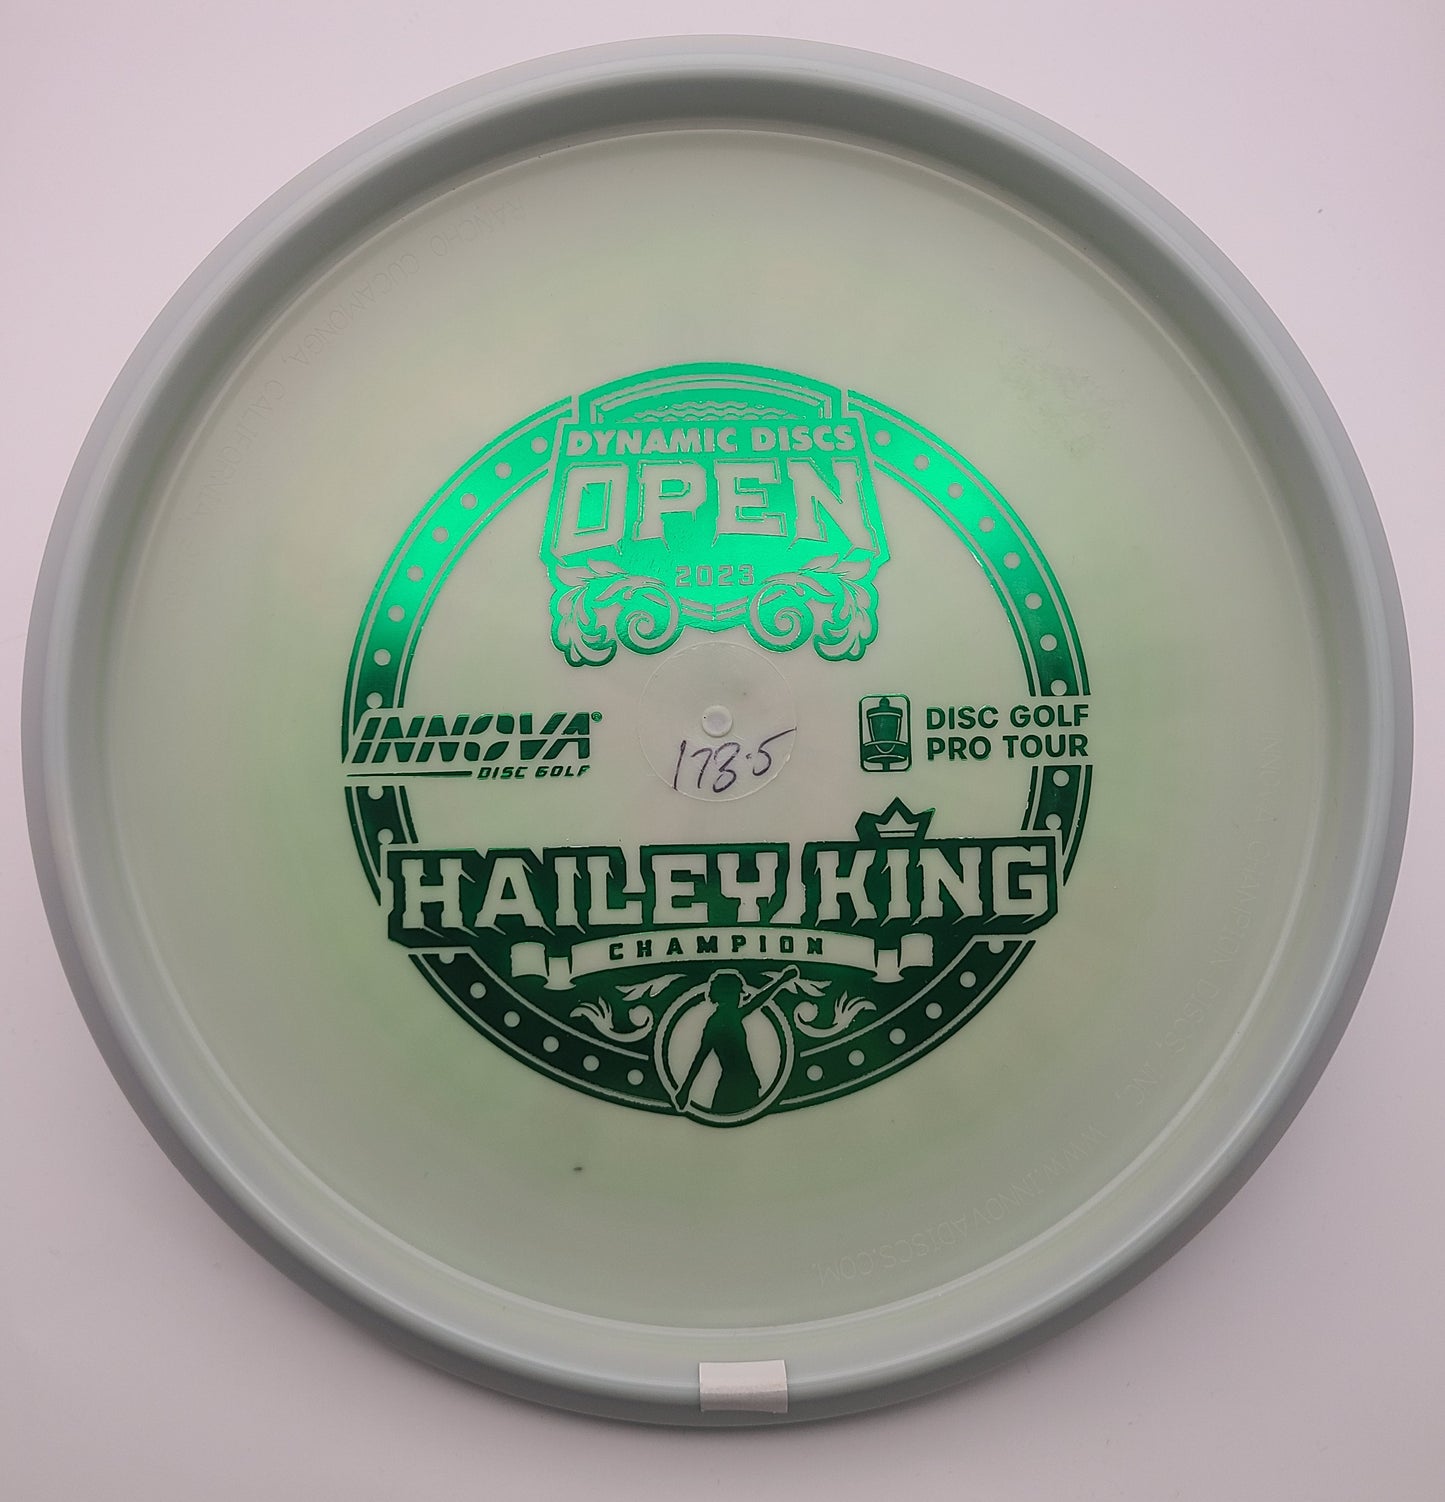 DYNAMIC DISCS
OPEN
2023
INNOVA®
DISC GOLF
DISC GOLF
PRO TOUR
178.5
HAILEY KING
CHAMPION
RANCHO CUCAMONGA, CALIFORNIA,
INNOVA CHAMPION DISCS, INC.
WWW.INNOVADISCS.COM